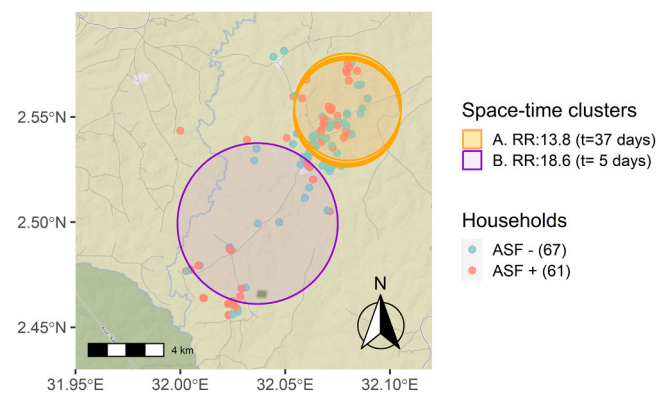 2.55°N
2.50°N
2.45°N
31.95°E
32.00°E
32.05°E
32.10°E
4 km
N
Space-time clusters
A. RR:13.8 (t=37 days)
B. RR:18.6 (t= 5 days)
Households
ASF - (67)
ASF + (61)